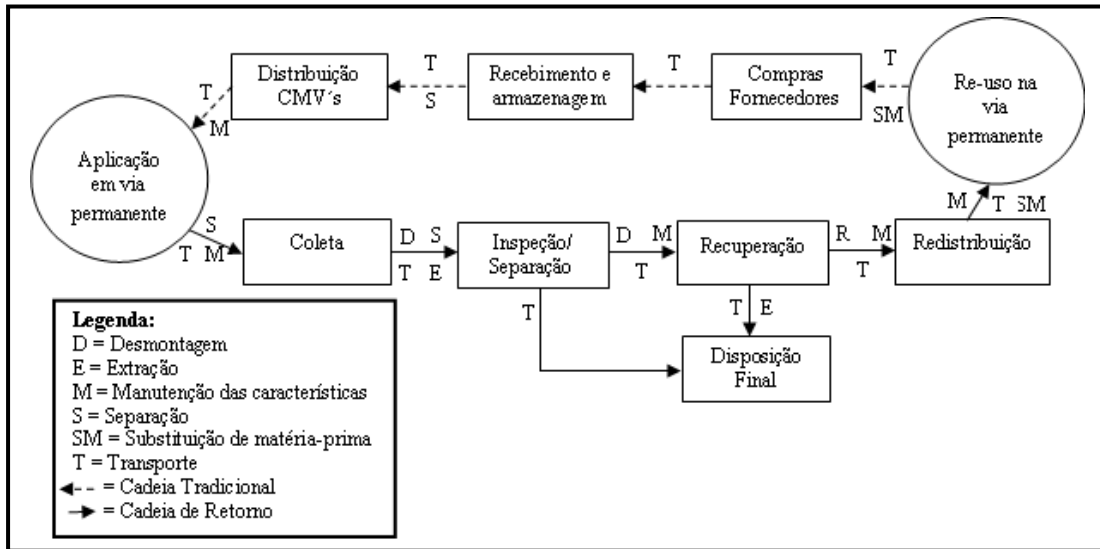 T
Distribuição
CMV´s
T
M
T
S
Recebimento e
armazenagem
T
Compras
Fornecedores
T
SM
Re-uso na
via
permanente
Aplicação
em via
permanente
S
T M
Coleta
D S
T E
Inspeção/
Separação
D M
T
Recuperação
R M
T
Redistribuição
M
T SM
T
T E
Disposição
Final
Legenda:
D = Desmontagem
E = Extração
M = Manutenção das características
S = Separação
SM = Substituição de matéria-prima
T = Transporte
= Cadeia Tradicional
= Cadeia de Retorno